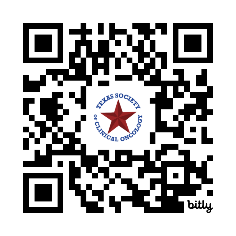 TEXAS SOCIETY
OF CLINICAL ONCOLOGY
bitly